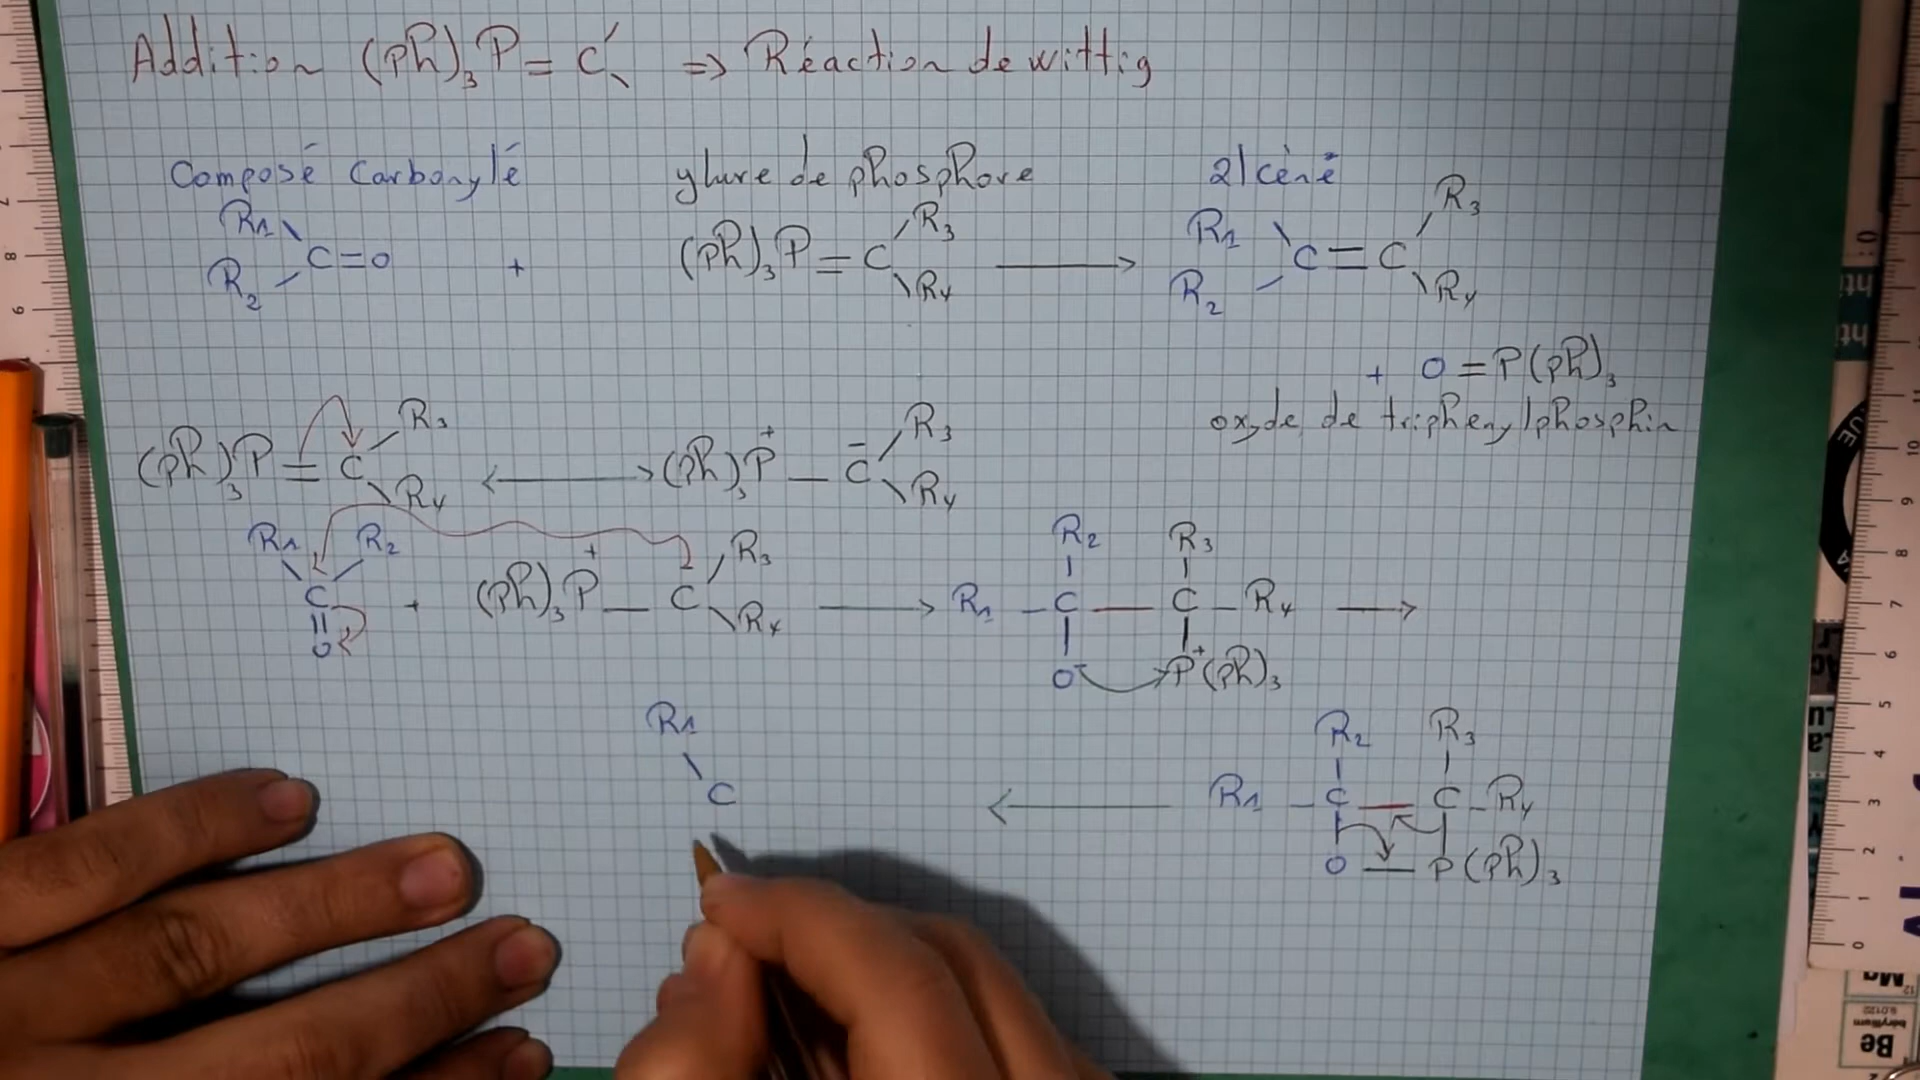 Addition (ph)₃P=C => Réaction de wittig
Composé Carbonylé ylure de phosphore alcène
R1 R3 R1 R3
C=O + (ph)₃P=C → C=C
R2 R4 R2 R4
+ O=P(ph)₃
oxyde de triphenylphosphin
R3 R3
(ph)₃P=C ↔ (ph)₃P⁺—C⁻
R4 R4
R1 R2 R3 R2 R3
C + (ph)₃P⁺—C → R1—C—C—R4 →
O R4 O P⁺(ph)₃
R1 R2 R3
C ← R1—C—C—R4
O—P(ph)₃
Be